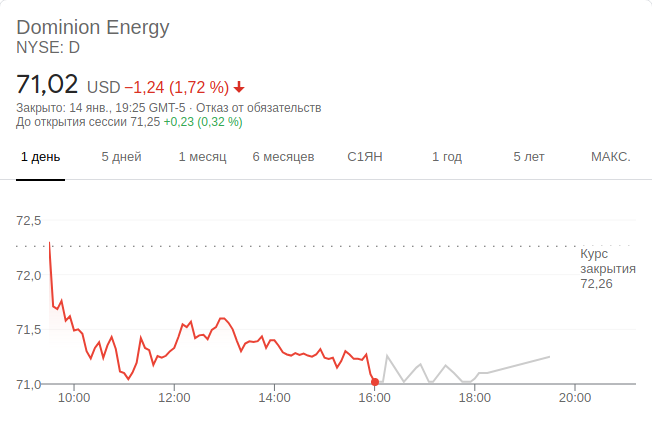 Dominion Energy
NYSE: D
71,02 USD −1,24 (1,72 %)
Закрыто: 14 янв., 19:25 GMT-5 · Отказ от обязательств
До открытия сессии 71,25 +0,23 (0,32 %)
1 день 5 дней 1 месяц 6 месяцев С1ЯН 1 год 5 лет МАКС.
72,5
Курс
закрытия
72,26
72,0
71,5
71,0
10:00 12:00 14:00 16:00 18:00 20:00